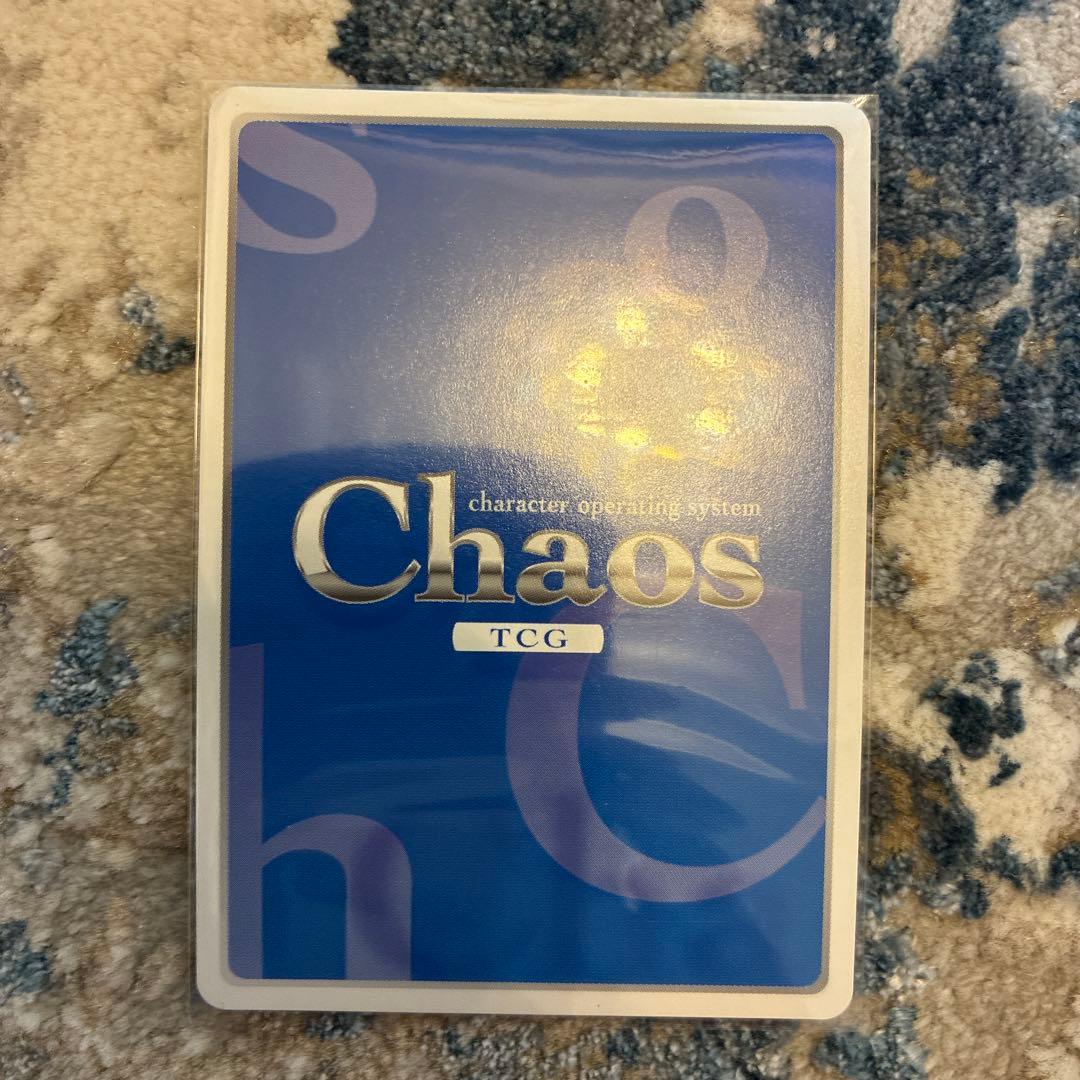 s
o
character operating system
Chaos
TCG
h
C